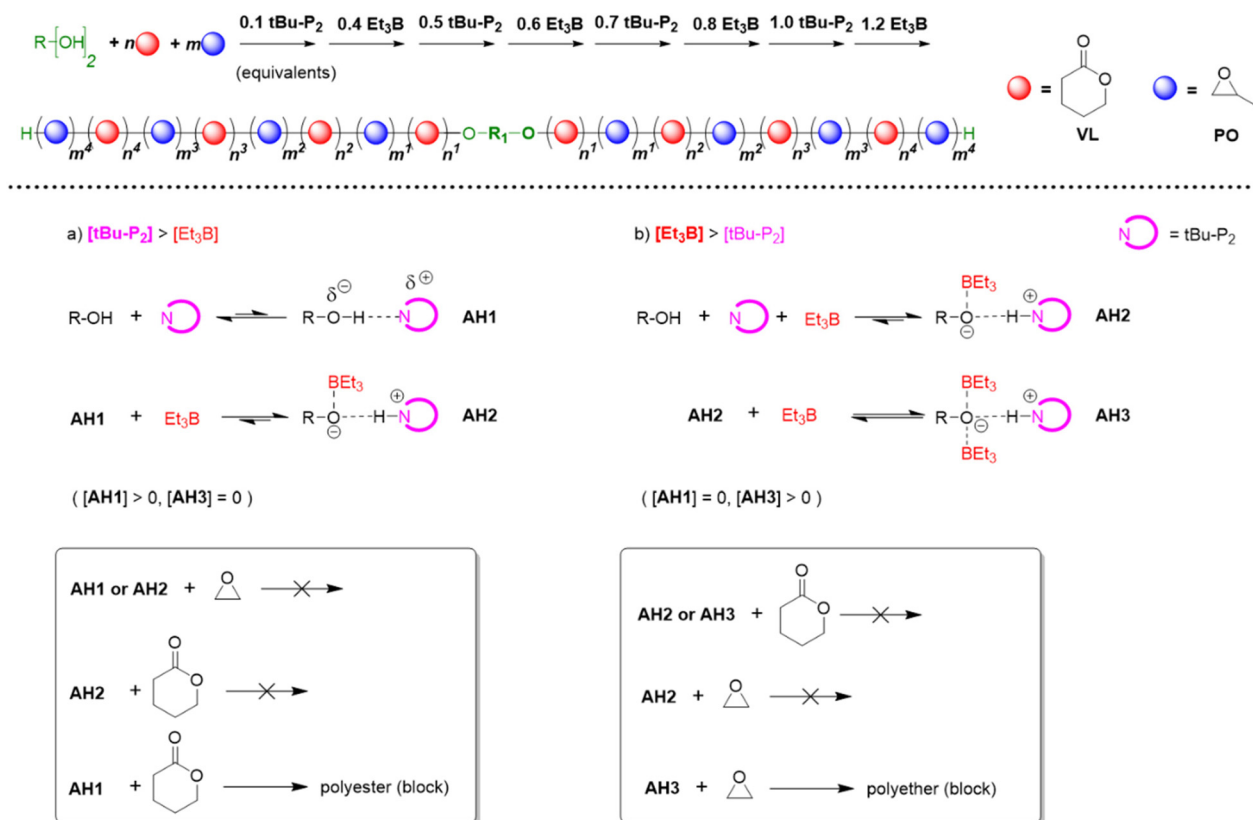 0.1 tBu-P2 0.4 Et3B 0.5 tBu-P2 0.6 Et3B 0.7 tBu-P2 0.8 Et3B 1.0 tBu-P2 1.2 Et3B
R [OH]2 + n + m
(equivalents)
= O O VL = O PO
H( )m4 ( )n4 ( )m3 ( )n3 ( )m2 ( )n2 ( )m1 ( )n1 O-R1-O ( )n1 ( )m1 ( )n2 ( )m2 ( )n3 ( )m3 ( )n4 ( )m4 H
a) [tBu-P2] > [Et3B]
R-OH + N δ⊖ δ⊕ R-O-H---N AH1
AH1 + Et3B BEt3 R-O---H-N ⊖ ⊕ AH2
( [AH1] > 0, [AH3] = 0 )
AH1 or AH2 + O
AH2 + O O
AH1 + O O polyester (block)
b) [Et3B] > [tBu-P2]
N = tBu-P2
R-OH + N + Et3B BEt3 R-O---H-N ⊖ ⊕ AH2
AH2 + Et3B BEt3 R-O---H-N ⊖ ⊕ BEt3 AH3
( [AH1] = 0, [AH3] > 0 )
AH2 or AH3 + O O
AH2 + O
AH3 + O polyether (block)